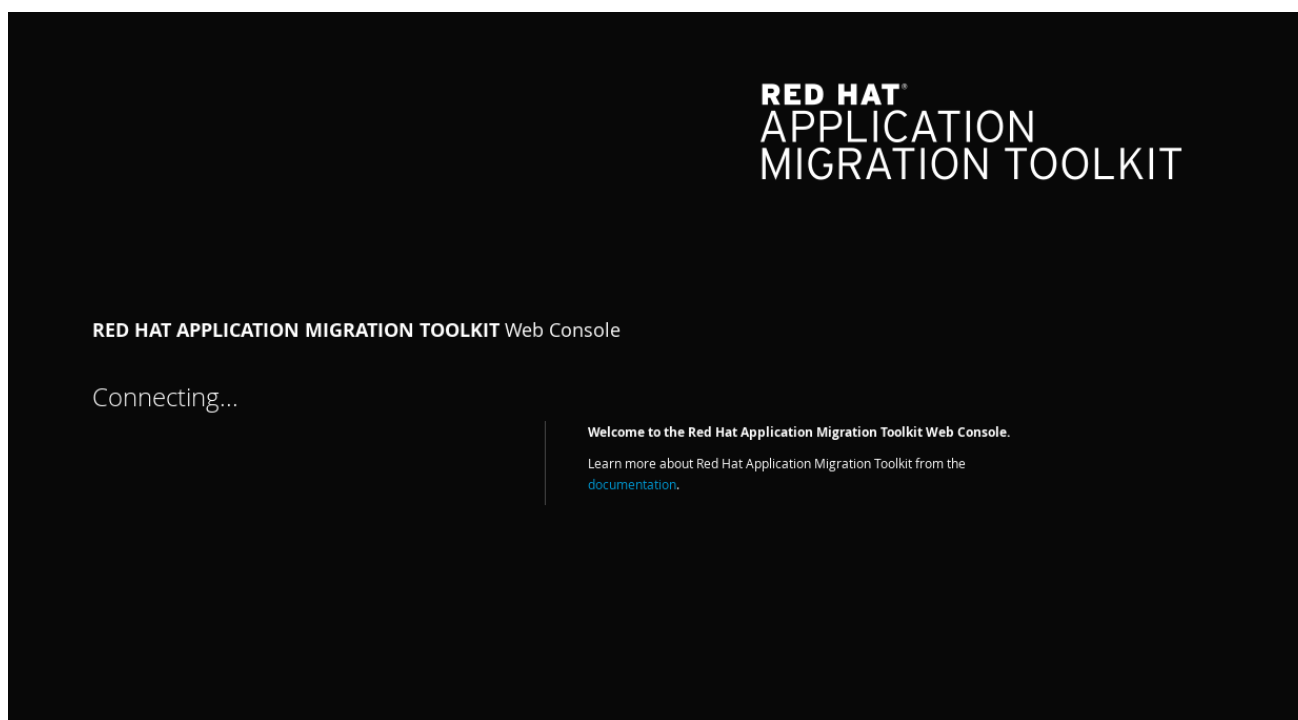 RED HAT®
APPLICATION
MIGRATION TOOLKIT
RED HAT APPLICATION MIGRATION TOOLKIT Web Console
Connecting...
Welcome to the Red Hat Application Migration Toolkit Web Console.
Learn more about Red Hat Application Migration Toolkit from the
documentation.